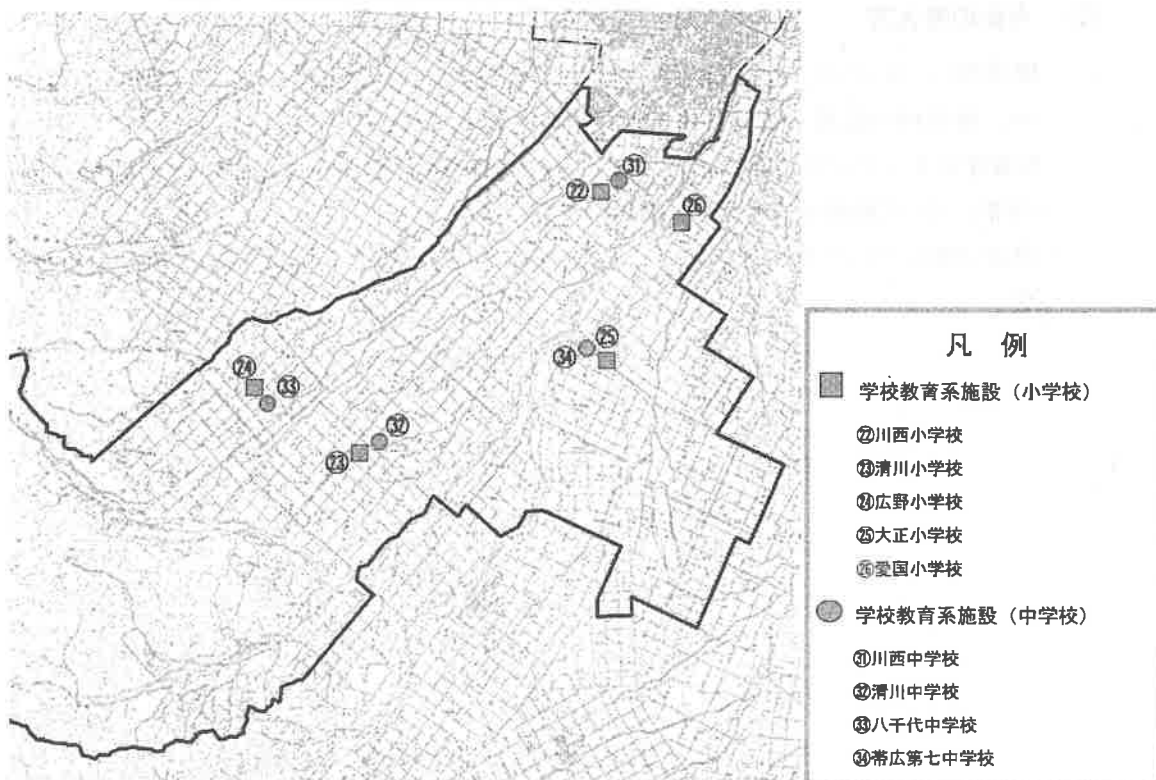 ㉛
㉒
㉖
㉕
㉞
㉔
㉝
㉜
㉓
凡 例
学校教育系施設（小学校）
㉒川西小学校
㉓清川小学校
㉔広野小学校
㉕大正小学校
㉖愛国小学校
学校教育系施設（中学校）
㉛川西中学校
㉜清川中学校
㉝八千代中学校
㉞帯広第七中学校